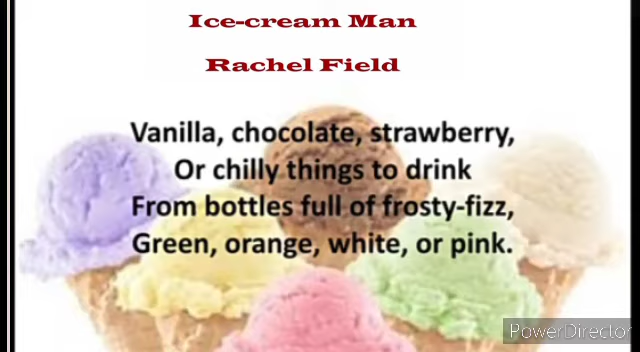 Ice-cream Man
Rachel Field
Vanilla, chocolate, strawberry,
Or chilly things to drink
From bottles full of frosty-fizz,
Green, orange, white, or pink.
PowerDirector